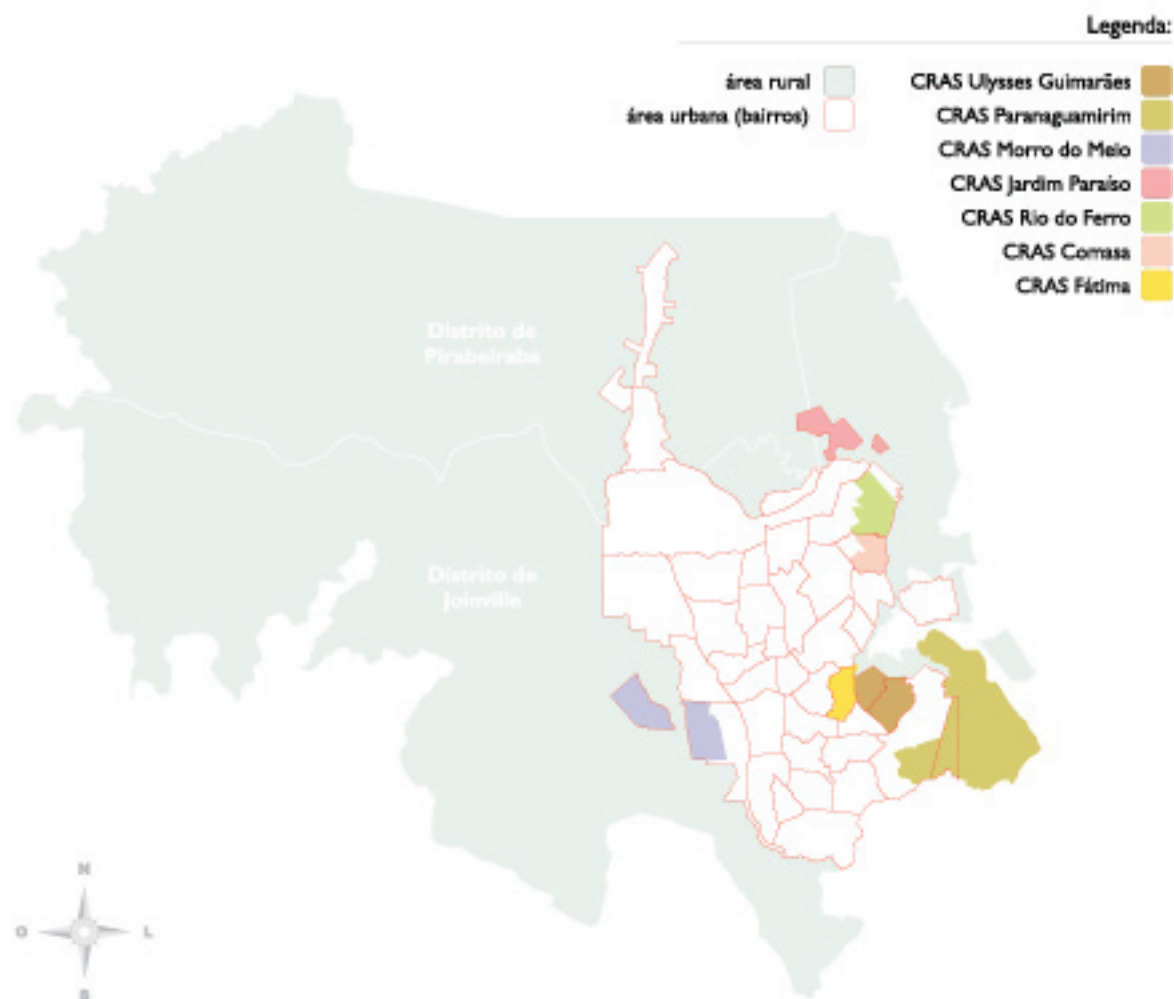 Legenda:
área rural
área urbana (bairros)
CRAS Ulysses Guimarães
CRAS Paranaguamirim
CRAS Morro do Meio
CRAS Jardim Paraíso
CRAS Rio do Ferro
CRAS Comasa
CRAS Fátima
Distrito de
Pirabeiraba
Distrito de
Joinville
N
O
L
S